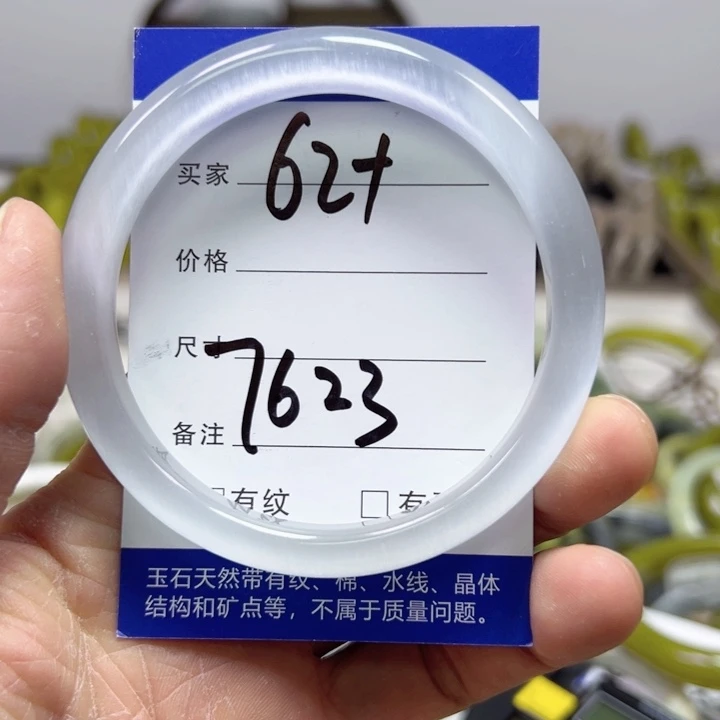 买家 62+
价格
尺寸
备注 7623
有纹
有
玉石天然带有纹、棉、水线、晶体
结构和矿点等，不属于质量问题。